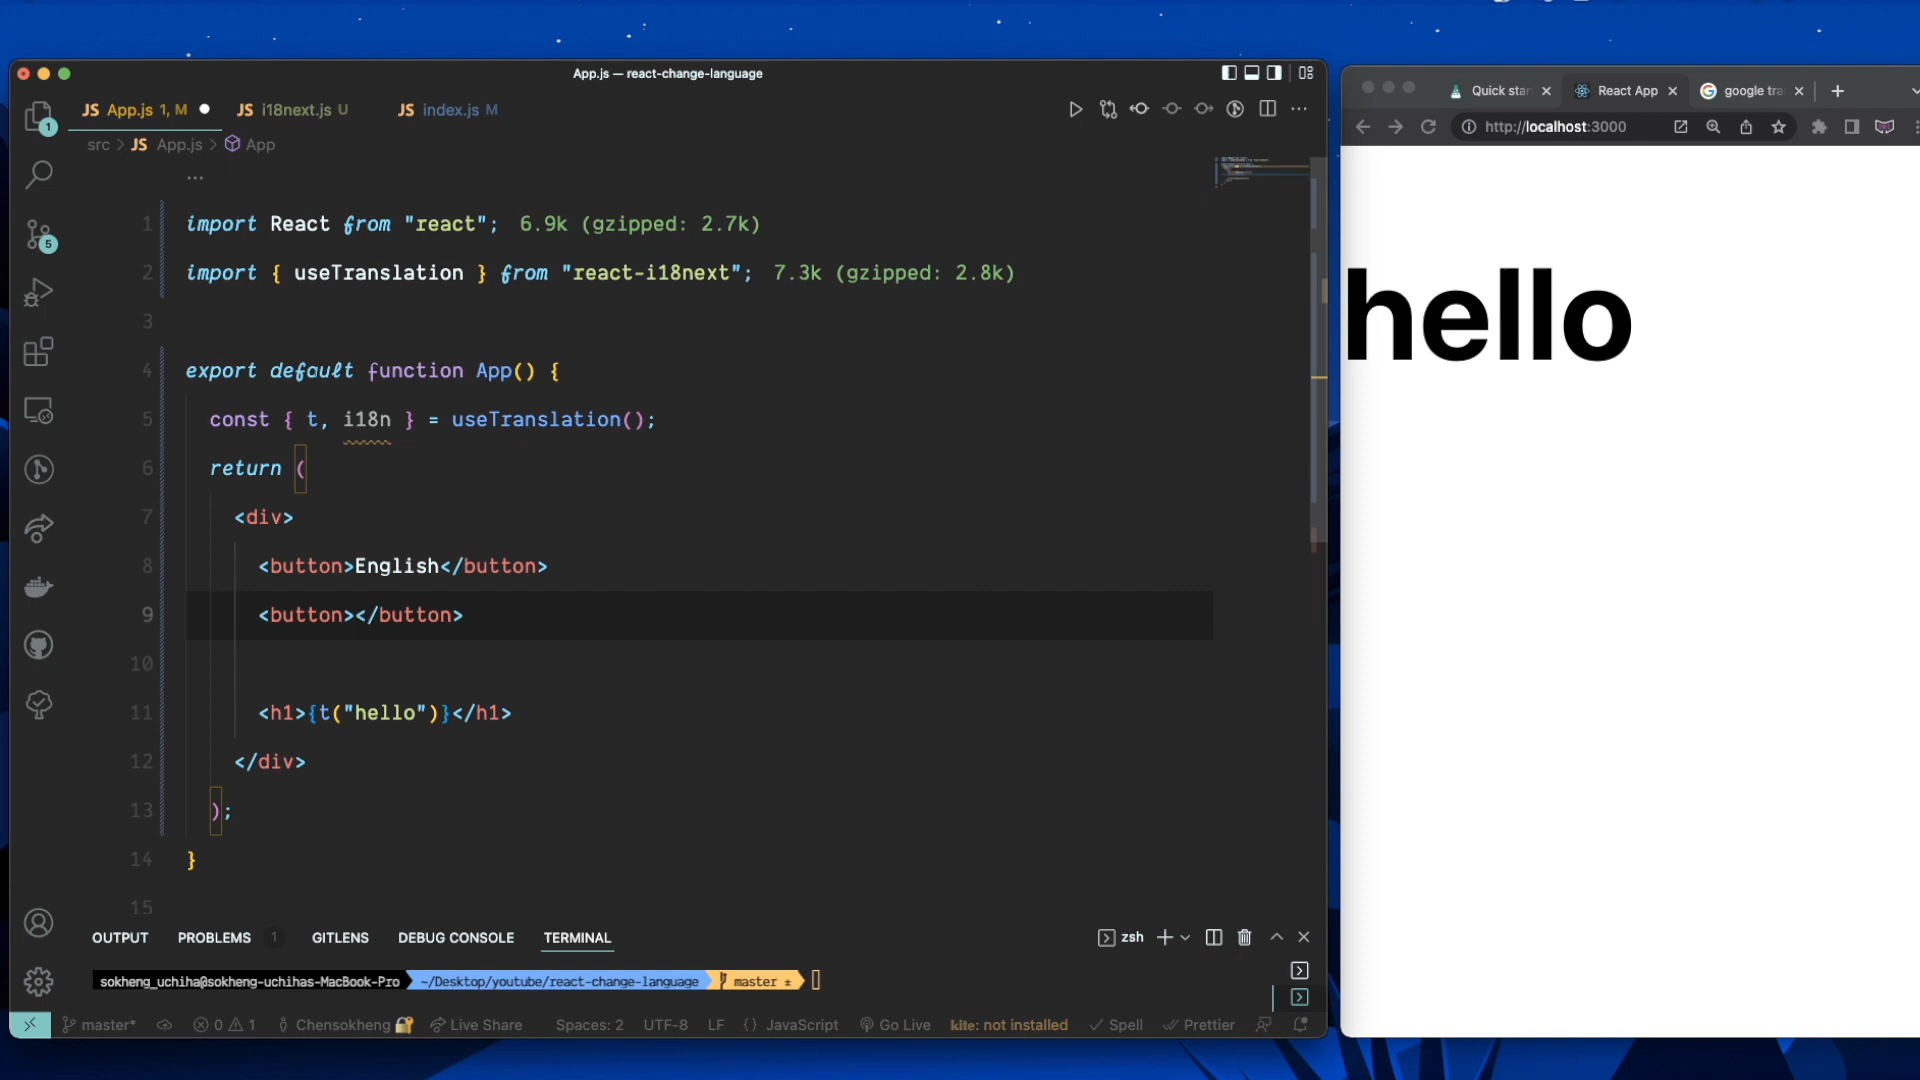 App.js — react-change-language
JS App.js 1, M
JS i18next.js U
JS index.js M
src > JS App.js > App
...
1 import React from "react"; 6.9k (gzipped: 2.7k)
2 import { useTranslation } from "react-i18next"; 7.3k (gzipped: 2.8k)
3
4 export default function App() {
5 const { t, i18n } = useTranslation();
6 return (
7 <div>
8 <button>English</button>
9 <button></button>
10
11 <h1>{t("hello")}</h1>
12 </div>
13 );
14 }
15
1
5
OUTPUT PROBLEMS 1 GITLENS DEBUG CONSOLE TERMINAL
zsh
sokheng_uchiha@sokheng-uchihas-MacBook-Pro ~/Desktop/youtube/react-change-language master ±
master* 0 1 Chensokheng Live Share Spaces: 2 UTF-8 LF {} JavaScript Go Live kite: not installed Spell Prettier
Quick star
React App
google tra
http://localhost:3000
hello